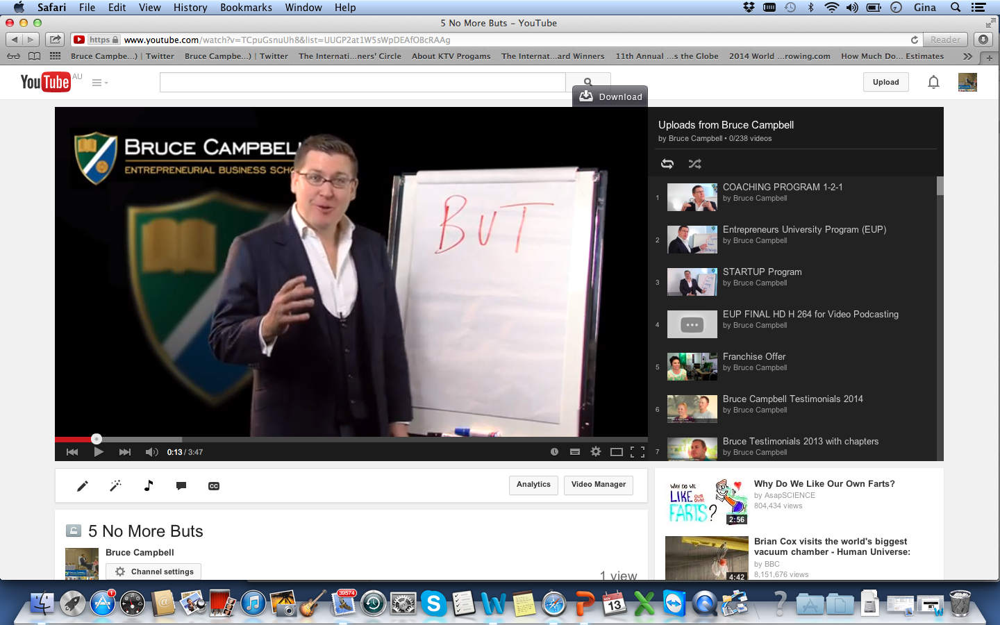 Safari File Edit View History Bookmarks Window Help Gina
5 No More Buts – YouTube
https www.youtube.com/watch?v=TCpuGsnuUh8&list=UUGP2at1W5sWpDEAfOBcRAAg Reader
Bruce Campbe...) | Twitter Bruce Campbe...) | Twitter The Internati...ners' Circle About KTV Progams The Internat...ard Winners 11th Annual ...s the Globe 2014 World ...rowing.com How Much Do... Estimates
YouTube AU Upload
Download
BRUCE CAMPBELL
ENTREPRENEURIAL BUSINESS SCHO
BUT
0:13 / 3:47
Uploads from Bruce Campbell
by Bruce Campbell • 0/238 videos
1 COACHING PROGRAM 1-2-1
by Bruce Campbell
2 Entrepreneurs University Program (EUP)
by Bruce Campbell
3 STARTUP Program
by Bruce Campbell
4 EUP FINAL HD H 264 for Video Podcasting
by Bruce Campbell
5 Franchise Offer
by Bruce Campbell
6 Bruce Campbell Testimonials 2014
by Bruce Campbell
7 Bruce Testimonials 2013 with chapters
by Bruce Campbell
CC Analytics Video Manager
5 No More Buts
Bruce Campbell
Channel settings
1 view
WHY DO WE
LIKE OUR OWN
FARTS?
2:56
Why Do We Like Our Own Farts?
by AsapSCIENCE
804,434 views
4:42
Brian Cox visits the world's biggest
vacuum chamber - Human Universe:
by BBC
8,151,676 views
1
39574
NOV
13